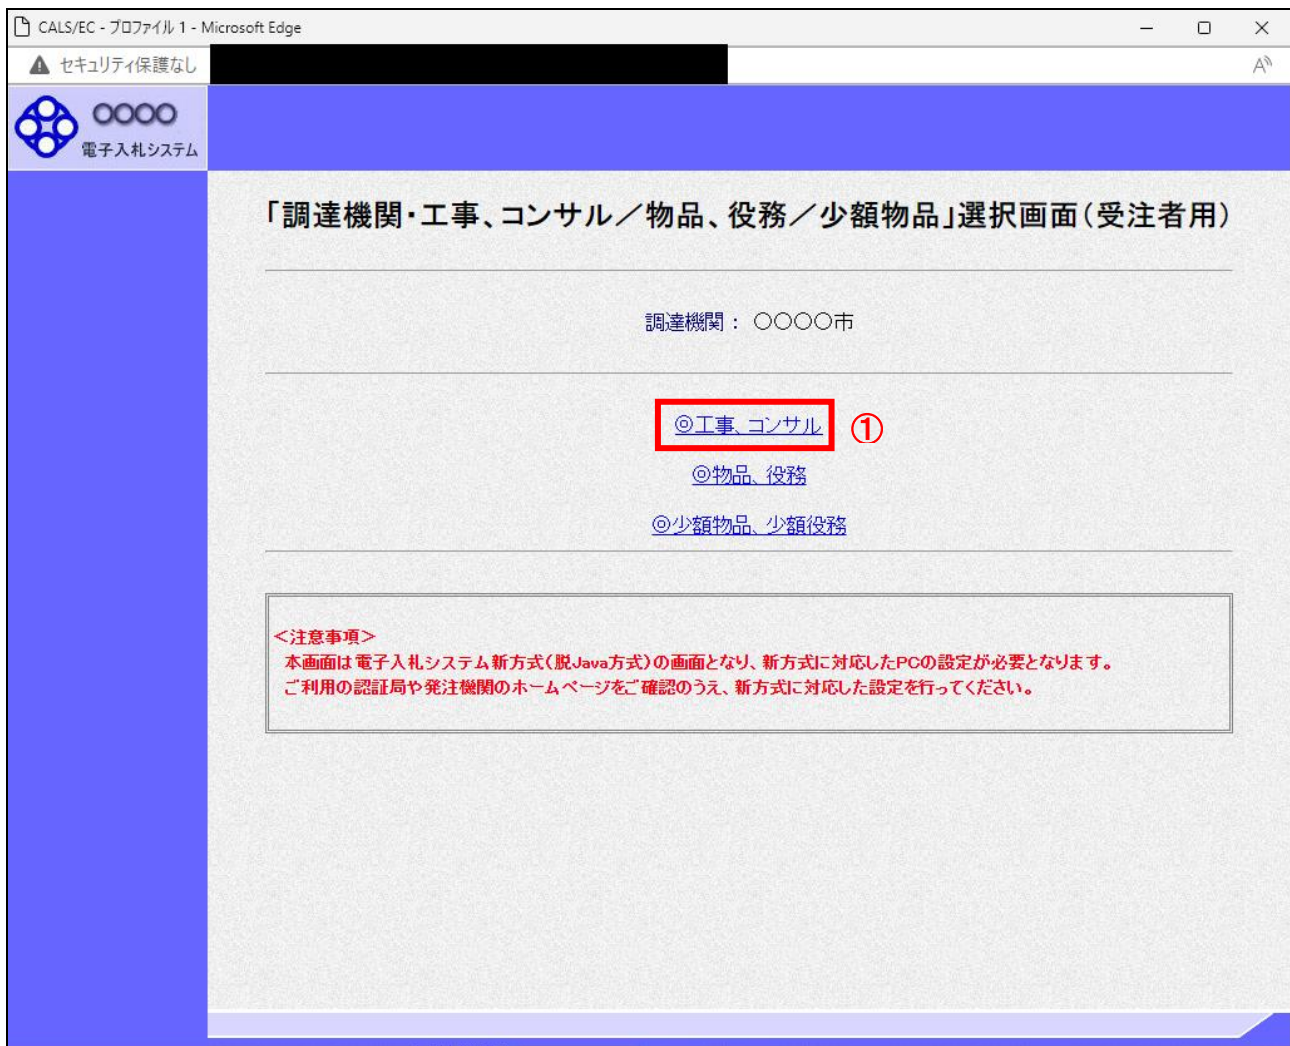 CALS/EC - プロファイル 1 - Microsoft Edge
セキュリティ保護なし
○○○○
電子入札システム
「調達機関・工事、コンサル／物品、役務／少額物品」選択画面（受注者用）
調達機関： ○○○○市
◎工事、コンサル ①
◎物品、役務
◎少額物品、少額役務
＜注意事項＞
本画面は電子入札システム新方式（脱Java方式）の画面となり、新方式に対応したPCの設定が必要となります。
ご利用の認証局や発注機関のホームページをご確認のうえ、新方式に対応した設定を行ってください。